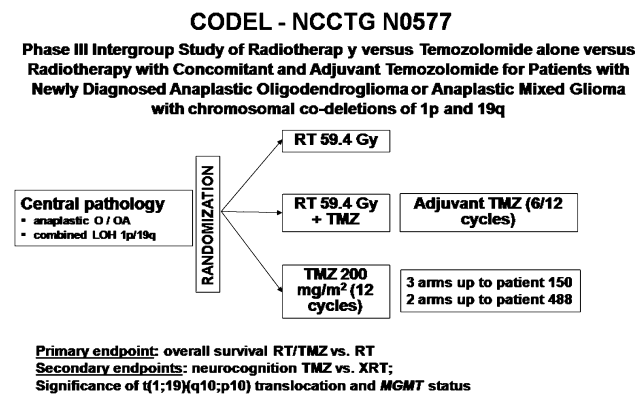 CODEL - NCCTG N0577
Phase III Intergroup Study of Radiotherap y versus Temozolomide alone versus
Radiotherapy with Concomitant and Adjuvant Temozolomide for Patients with
Newly Diagnosed Anaplastic Oligodendroglioma or Anaplastic Mixed Glioma
with chromosomal co-deletions of 1p and 19q
Central pathology
▪ anaplastic O / OA
▪ combined LOH 1p/19q
RANDOMIZATION
RT 59.4 Gy
RT 59.4 Gy
+ TMZ
Adjuvant TMZ (6/12
cycles)
TMZ 200
mg/m² (12
cycles)
3 arms up to patient 150
2 arms up to patient 488
Primary endpoint: overall survival RT/TMZ vs. RT
Secondary endpoints: neurocognition TMZ vs. XRT;
Significance of t(1;19)(q10;p10) translocation and MGMT status